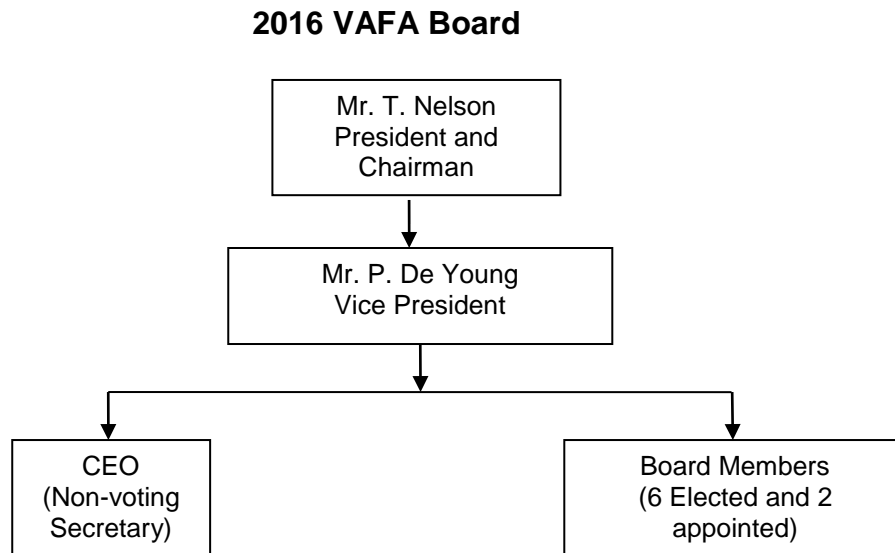 2016 VAFA Board
Mr. T. Nelson
President and
Chairman
Mr. P. De Young
Vice President
CEO
(Non-voting
Secretary)
Board Members
(6 Elected and 2
appointed)